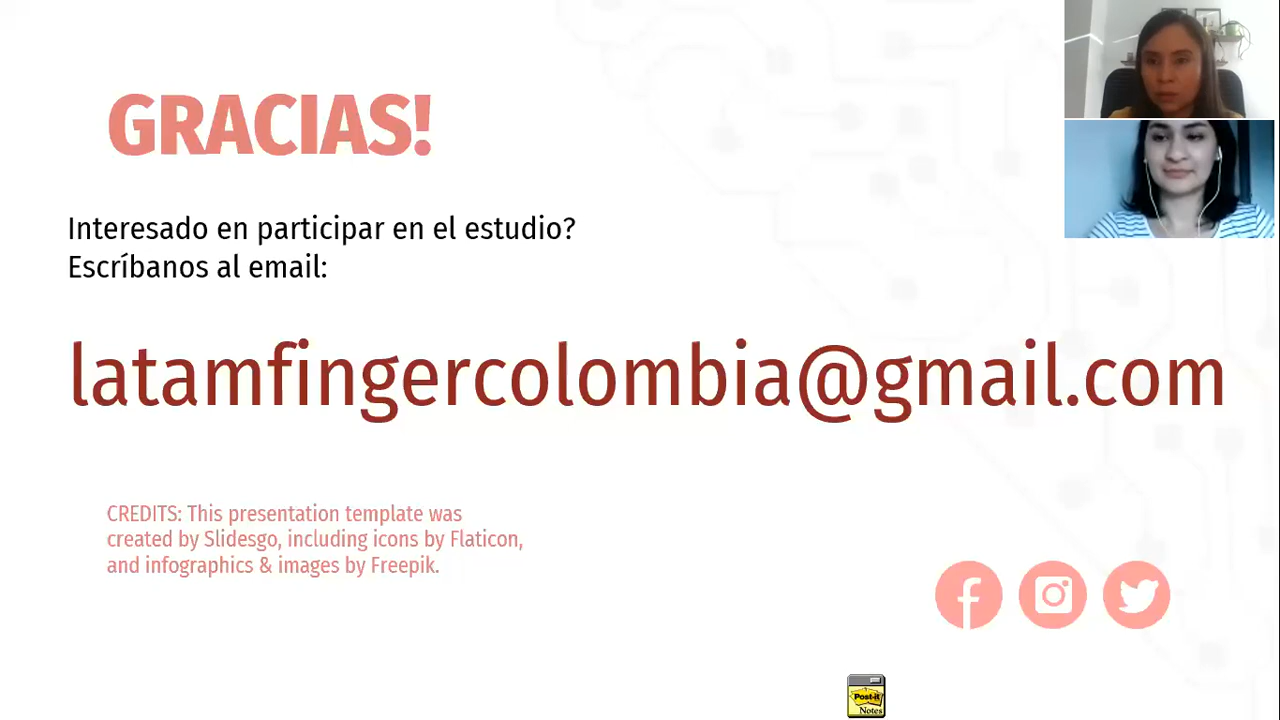 GRACIAS!
Interesado en participar en el estudio?
Escríbanos al email:
latamfingercolombia@gmail.com
CREDITS: This presentation template was
created by Slidesgo, including icons by Flaticon,
and infographics & images by Freepik.
Post-it
Notes